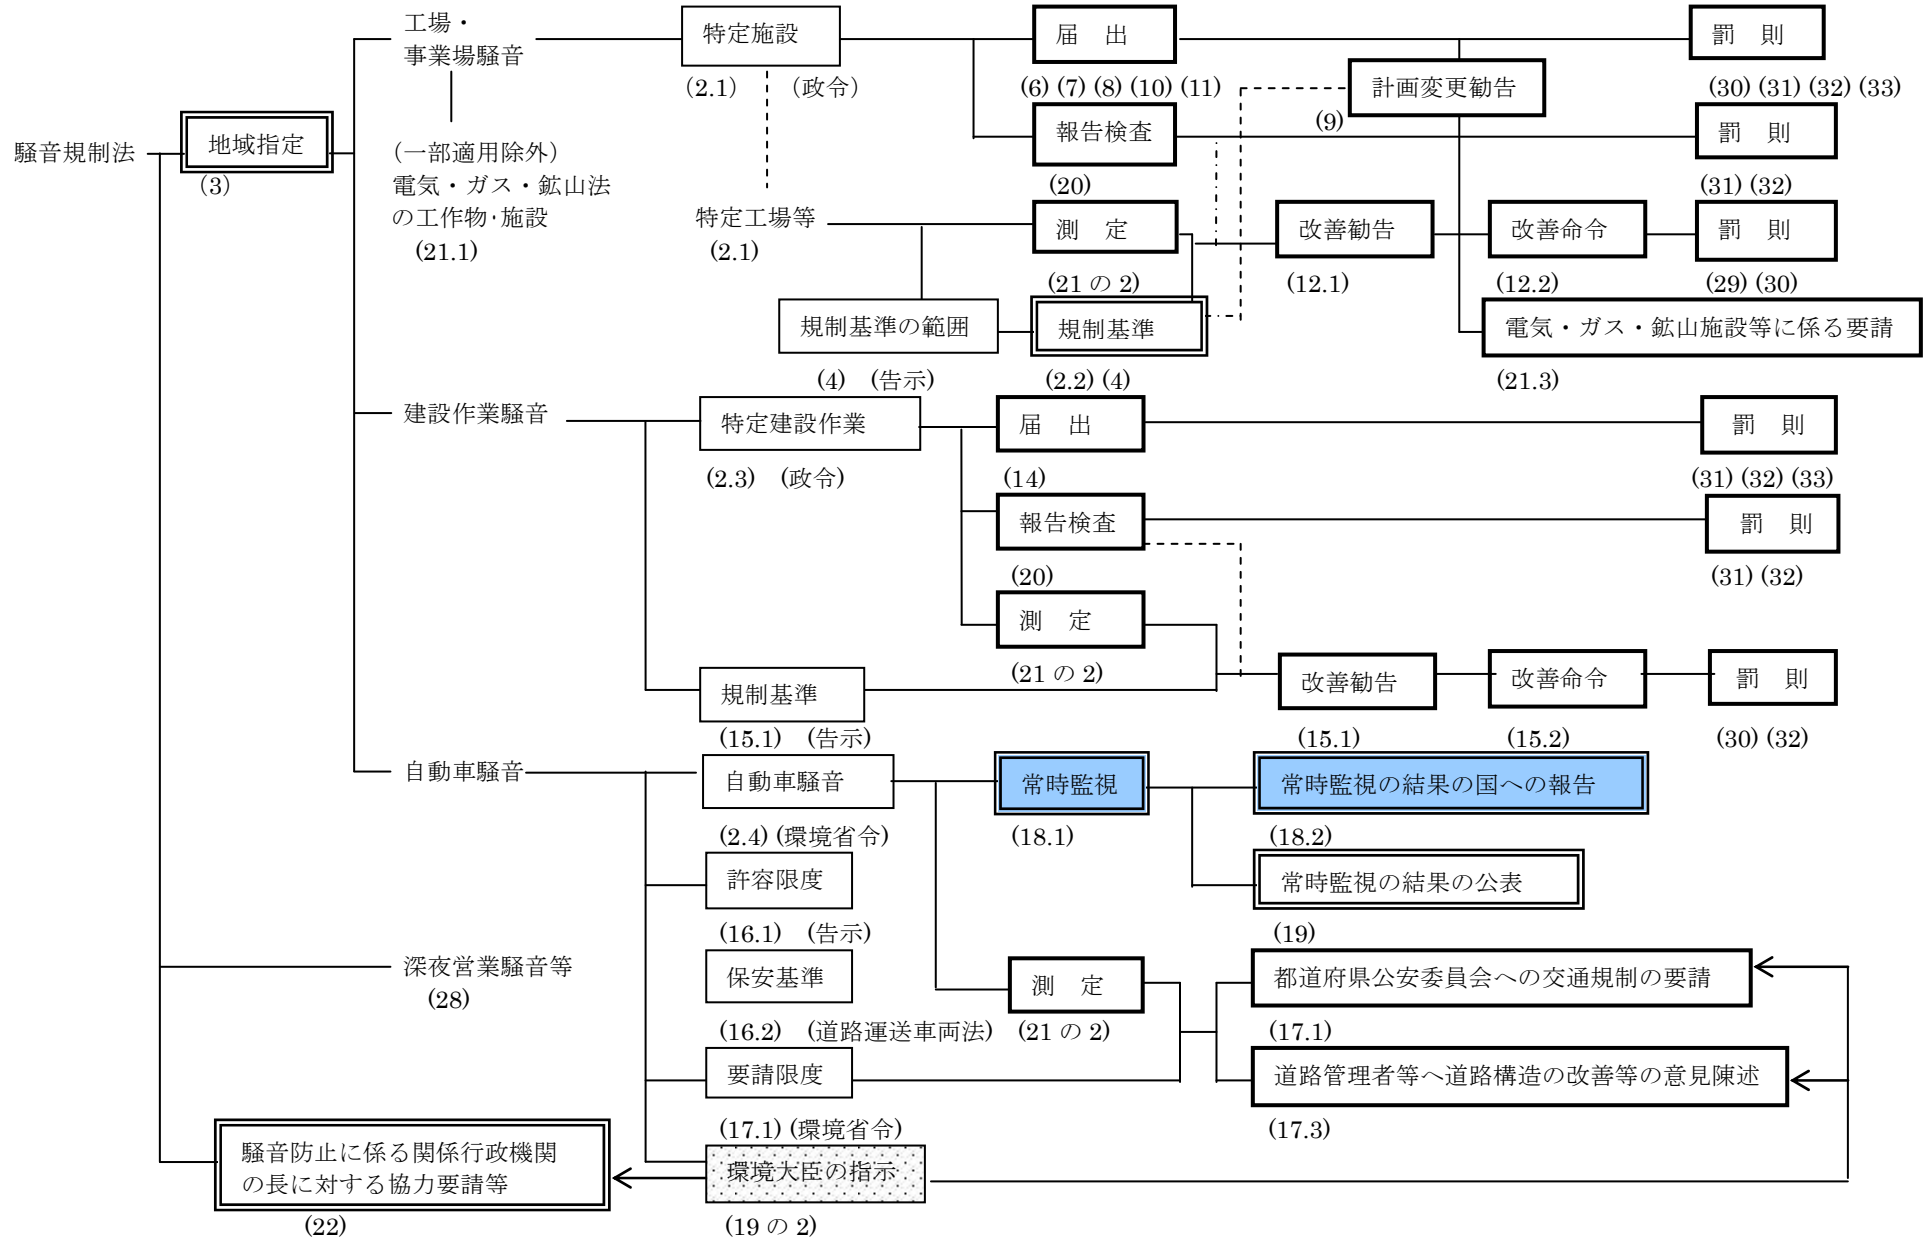 工場・
事業場騒音
特定施設
届　出
罰　則
(2.1)　(政令)
(6) (7) (8) (10) (11)
計画変更勧告
(30) (31) (32) (33)
騒音規制法
地域指定
(3)
(一部適用除外)
電気・ガス・鉱山法
の工作物･施設
(21.1)
報告検査
(9)
罰　則
(20)
(31) (32)
特定工場等
(2.1)
測　定
改善勧告
改善命令
罰　則
(21 の 2)
(12.1)
(12.2)
(29) (30)
規制基準の範囲
規制基準
電気・ガス・鉱山施設等に係る要請
(4)　(告示)
(2.2) (4)
(21.3)
建設作業騒音
特定建設作業
届　出
罰　則
(2.3)　(政令)
(14)
(31) (32) (33)
報告検査
罰　則
(20)
(31) (32)
測　定
(21 の 2)
規制基準
改善勧告
改善命令
罰　則
(15.1)　(告示)
(15.1)
(15.2)
(30) (32)
自動車騒音
自動車騒音
常時監視
常時監視の結果の国への報告
(2.4) (環境省令)
(18.1)
(18.2)
許容限度
常時監視の結果の公表
(16.1)　(告示)
(19)
深夜営業騒音等
(28)
保安基準
測　定
都道府県公安委員会への交通規制の要請
(16.2)　(道路運送車両法)
(21 の 2)
(17.1)
要請限度
道路管理者等へ道路構造の改善等の意見陳述
(17.1) (環境省令)
(17.3)
騒音防止に係る関係行政機関
の長に対する協力要請等
(22)
環境大臣の指示
(19 の 2)